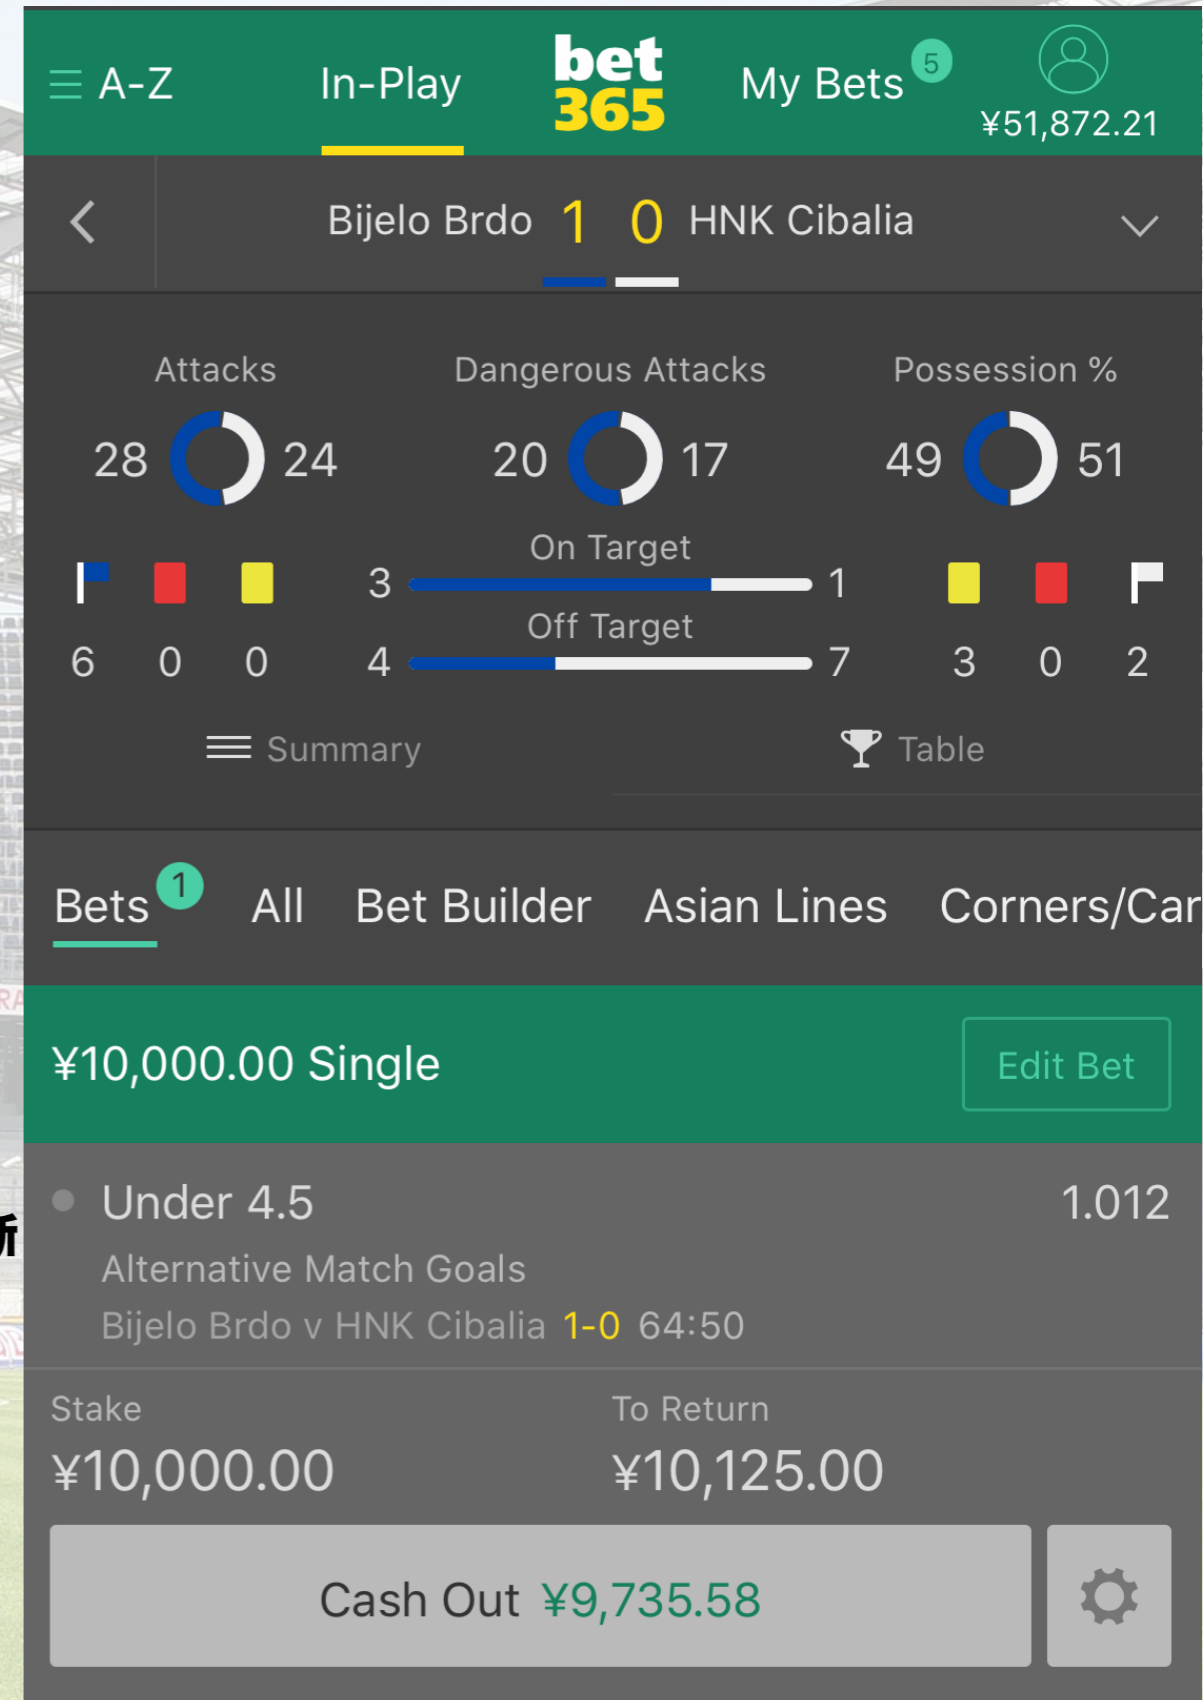 A-Z In-Play bet365 My Bets 5
¥51,872.21
Bijelo Brdo 1 0 HNK Cibalia
Attacks Dangerous Attacks Possession %
28 24 20 17 49 51
On Target
3 1
Off Target
6 0 0 4 7 3 0 2
Summary Table
Bets 1 All Bet Builder Asian Lines Corners/Car
¥10,000.00 Single Edit Bet
Under 4.5 1.012
Alternative Match Goals
Bijelo Brdo v HNK Cibalia 1-0 64:50
Stake To Return
¥10,000.00 ¥10,125.00
Cash Out ¥9,735.58